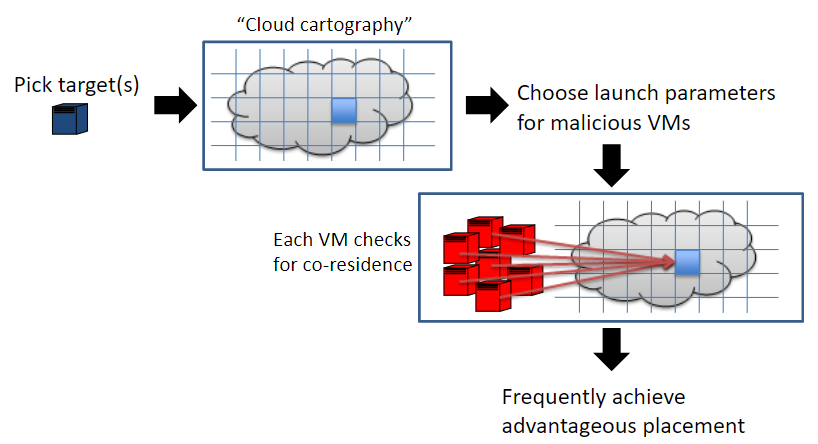 “Cloud cartography”
Pick target(s)
Choose launch parameters
for malicious VMs
Each VM checks
for co-residence
Frequently achieve
advantageous placement